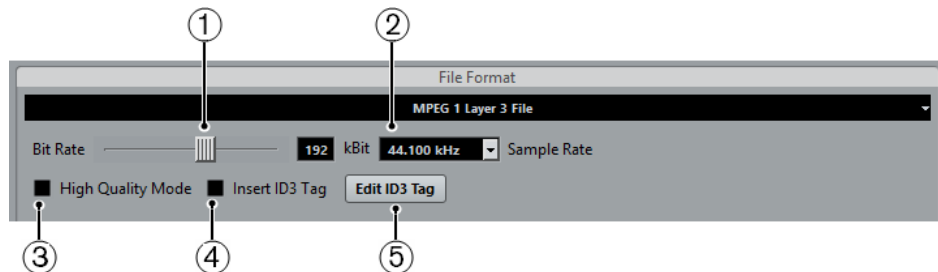 ① ②
File Format
MPEG 1 Layer 3 File
Bit Rate 192 kBit 44.100 kHz Sample Rate
High Quality Mode Insert ID3 Tag Edit ID3 Tag
③ ④ ⑤